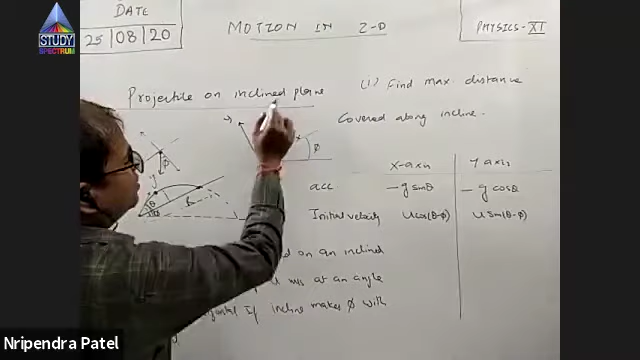 STUDY
SPECTRUM
DATE
25/08/20
MOTION IN 2-D
PHYSICS-XI
Projectile on inclined plane
(i) Find max. distance
Covered along incline.
x-axis y axis
acc -g sinθ -g cosθ
Initial velocity u cos(θ-φ) u sin(θ-φ)
on an inclined
u m/s at an angle
If incline makes φ with
Nripendra Patel